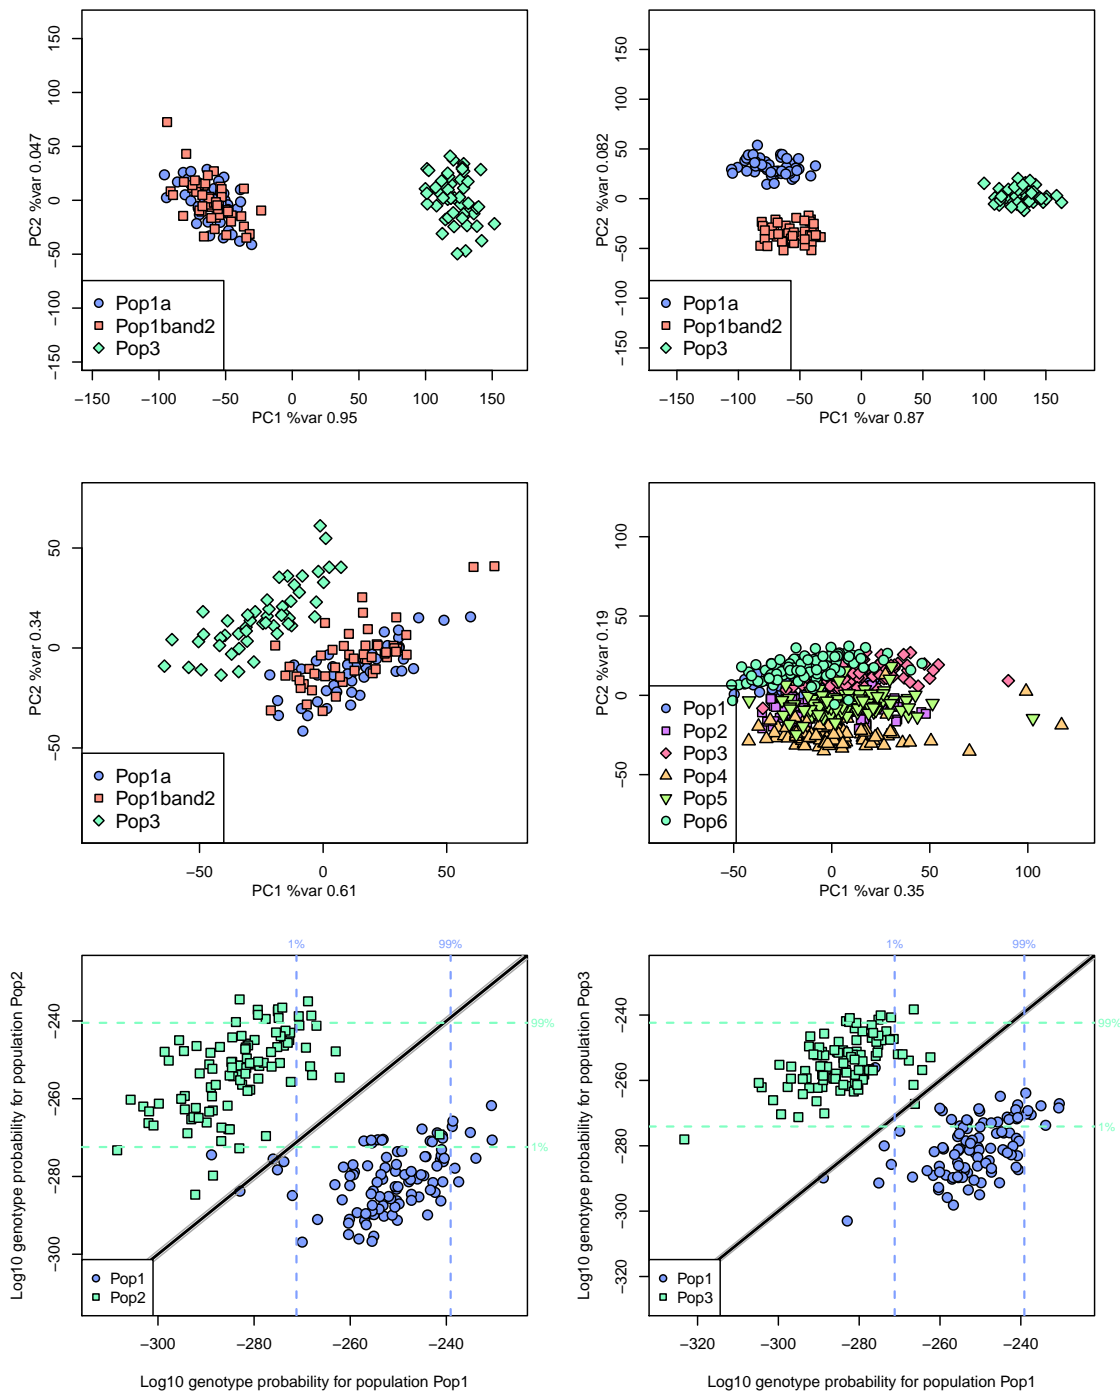 150
100
50
0
−50
−100
−150
PC2 %var 0.047
Pop1a
Pop1band2
Pop3
−150 −100 −50 0 50 100 150
PC1 %var 0.95
150
100
50
0
−50
−100
−150
PC2 %var 0.082
Pop1a
Pop1band2
Pop3
−150 −100 −50 0 50 100 150
PC1 %var 0.87
50
0
−50
PC2 %var 0.34
Pop1a
Pop1band2
Pop3
−50 0 50
PC1 %var 0.61
100
50
0
−50
PC2 %var 0.19
Pop1
Pop2
Pop3
Pop4
Pop5
Pop6
−50 0 50 100
PC1 %var 0.35
1% 99%
−240
−260
−280
−300
Log10 genotype probability for population Pop2
99%
1%
Pop1
Pop2
−300 −280 −260 −240
Log10 genotype probability for population Pop1
1% 99%
−240
−260
−280
−300
−320
Log10 genotype probability for population Pop3
99%
1%
Pop1
Pop3
−320 −300 −280 −260 −240
Log10 genotype probability for population Pop1